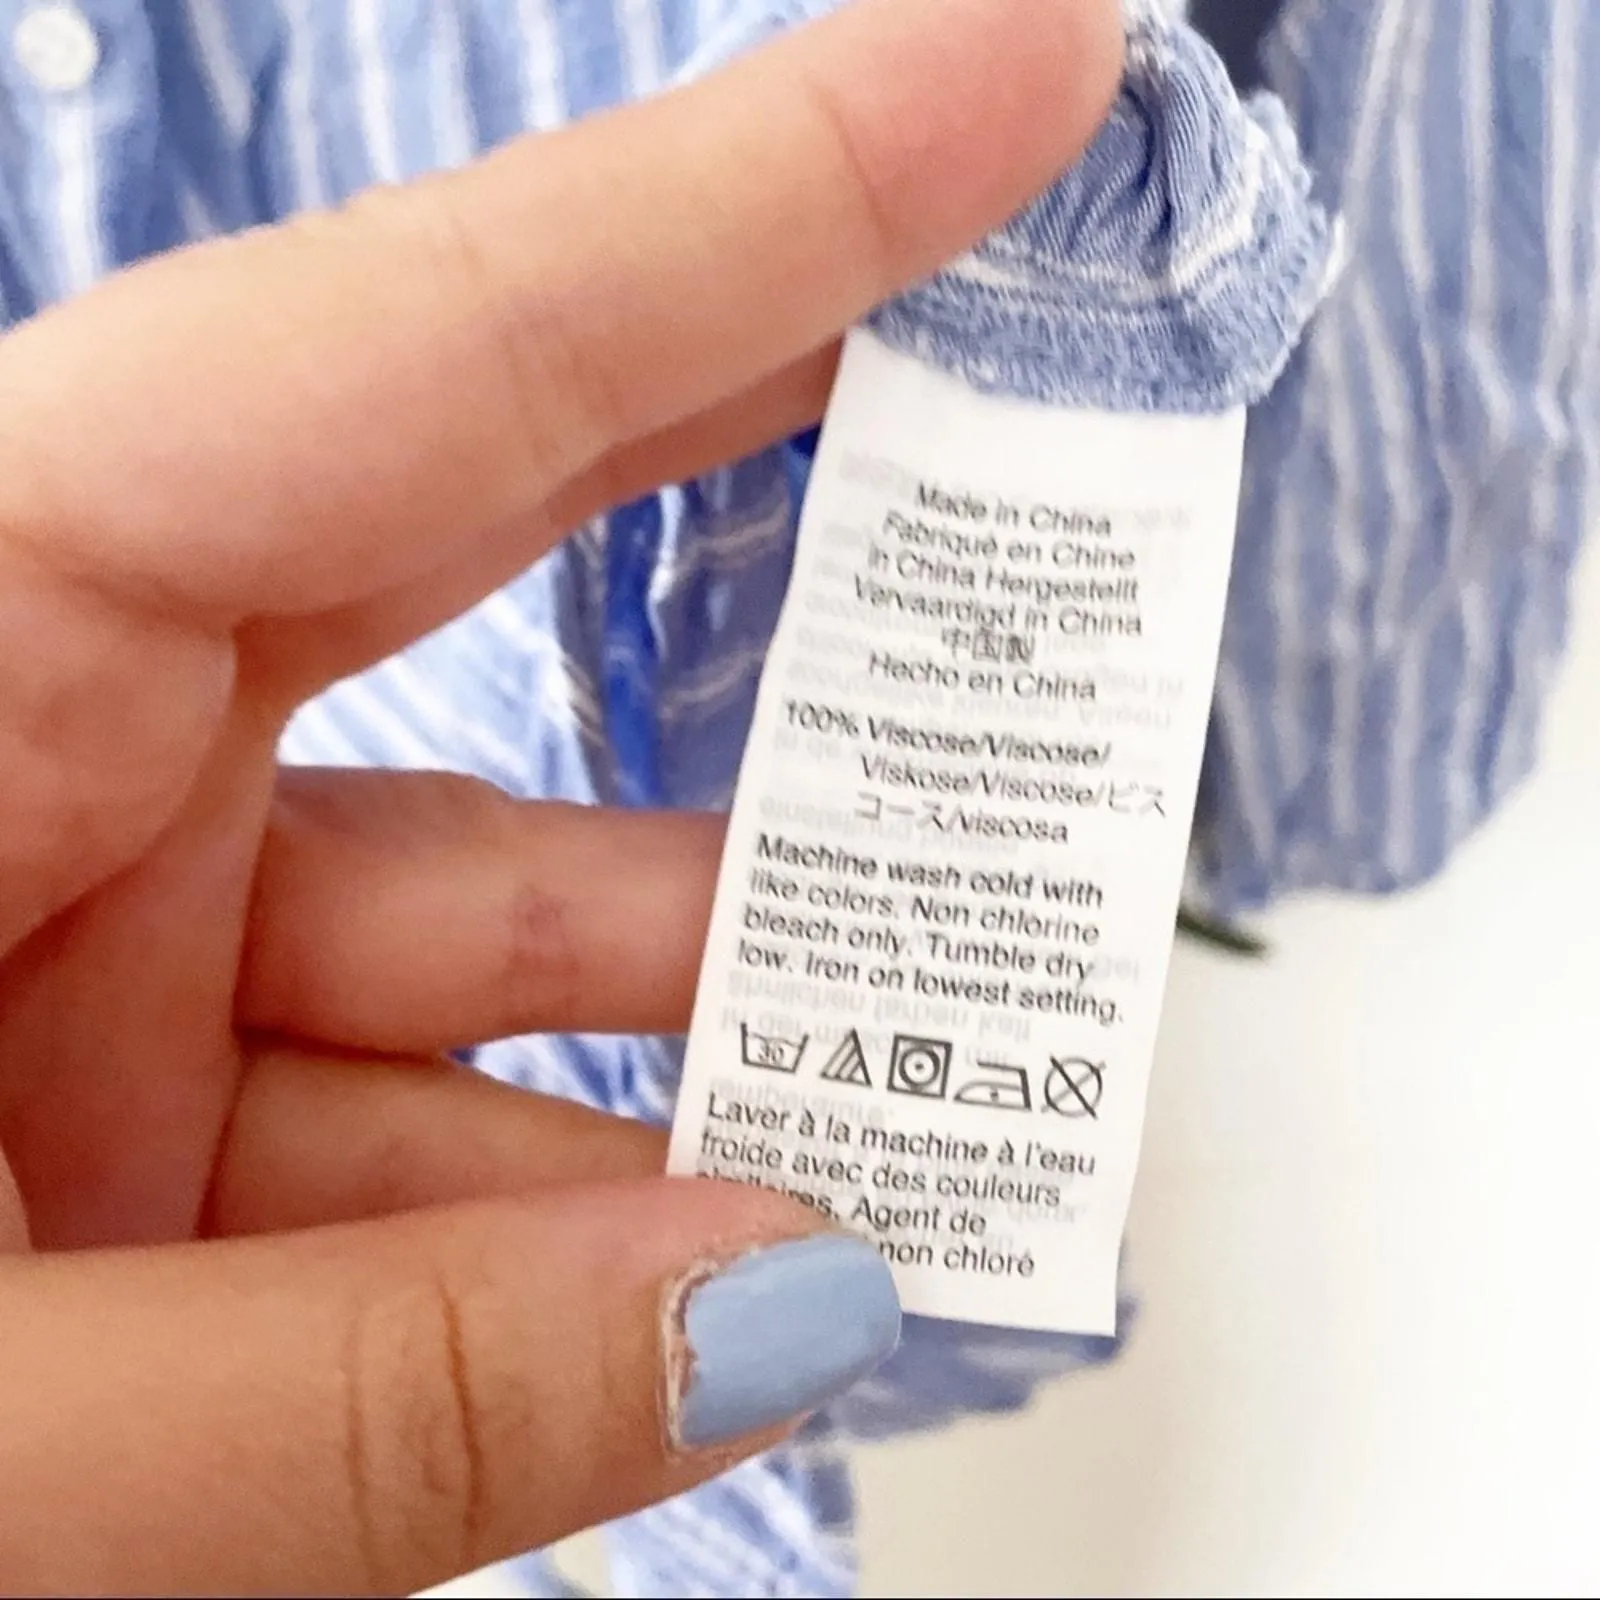 Made in China
Fabriqué en Chine
in China Hergestellt
Vervaardigd in China
中国製
Hecho en China
100% Viscose/Viscose/
Viskose/Viscose/ビス
コース/viscosa
Machine wash cold with
like colors. Non chlorine
bleach only. Tumble dry
low. Iron on lowest setting.
30
Laver à la machine à l'eau
froide avec des couleurs
similaires. Agent de
non chloré